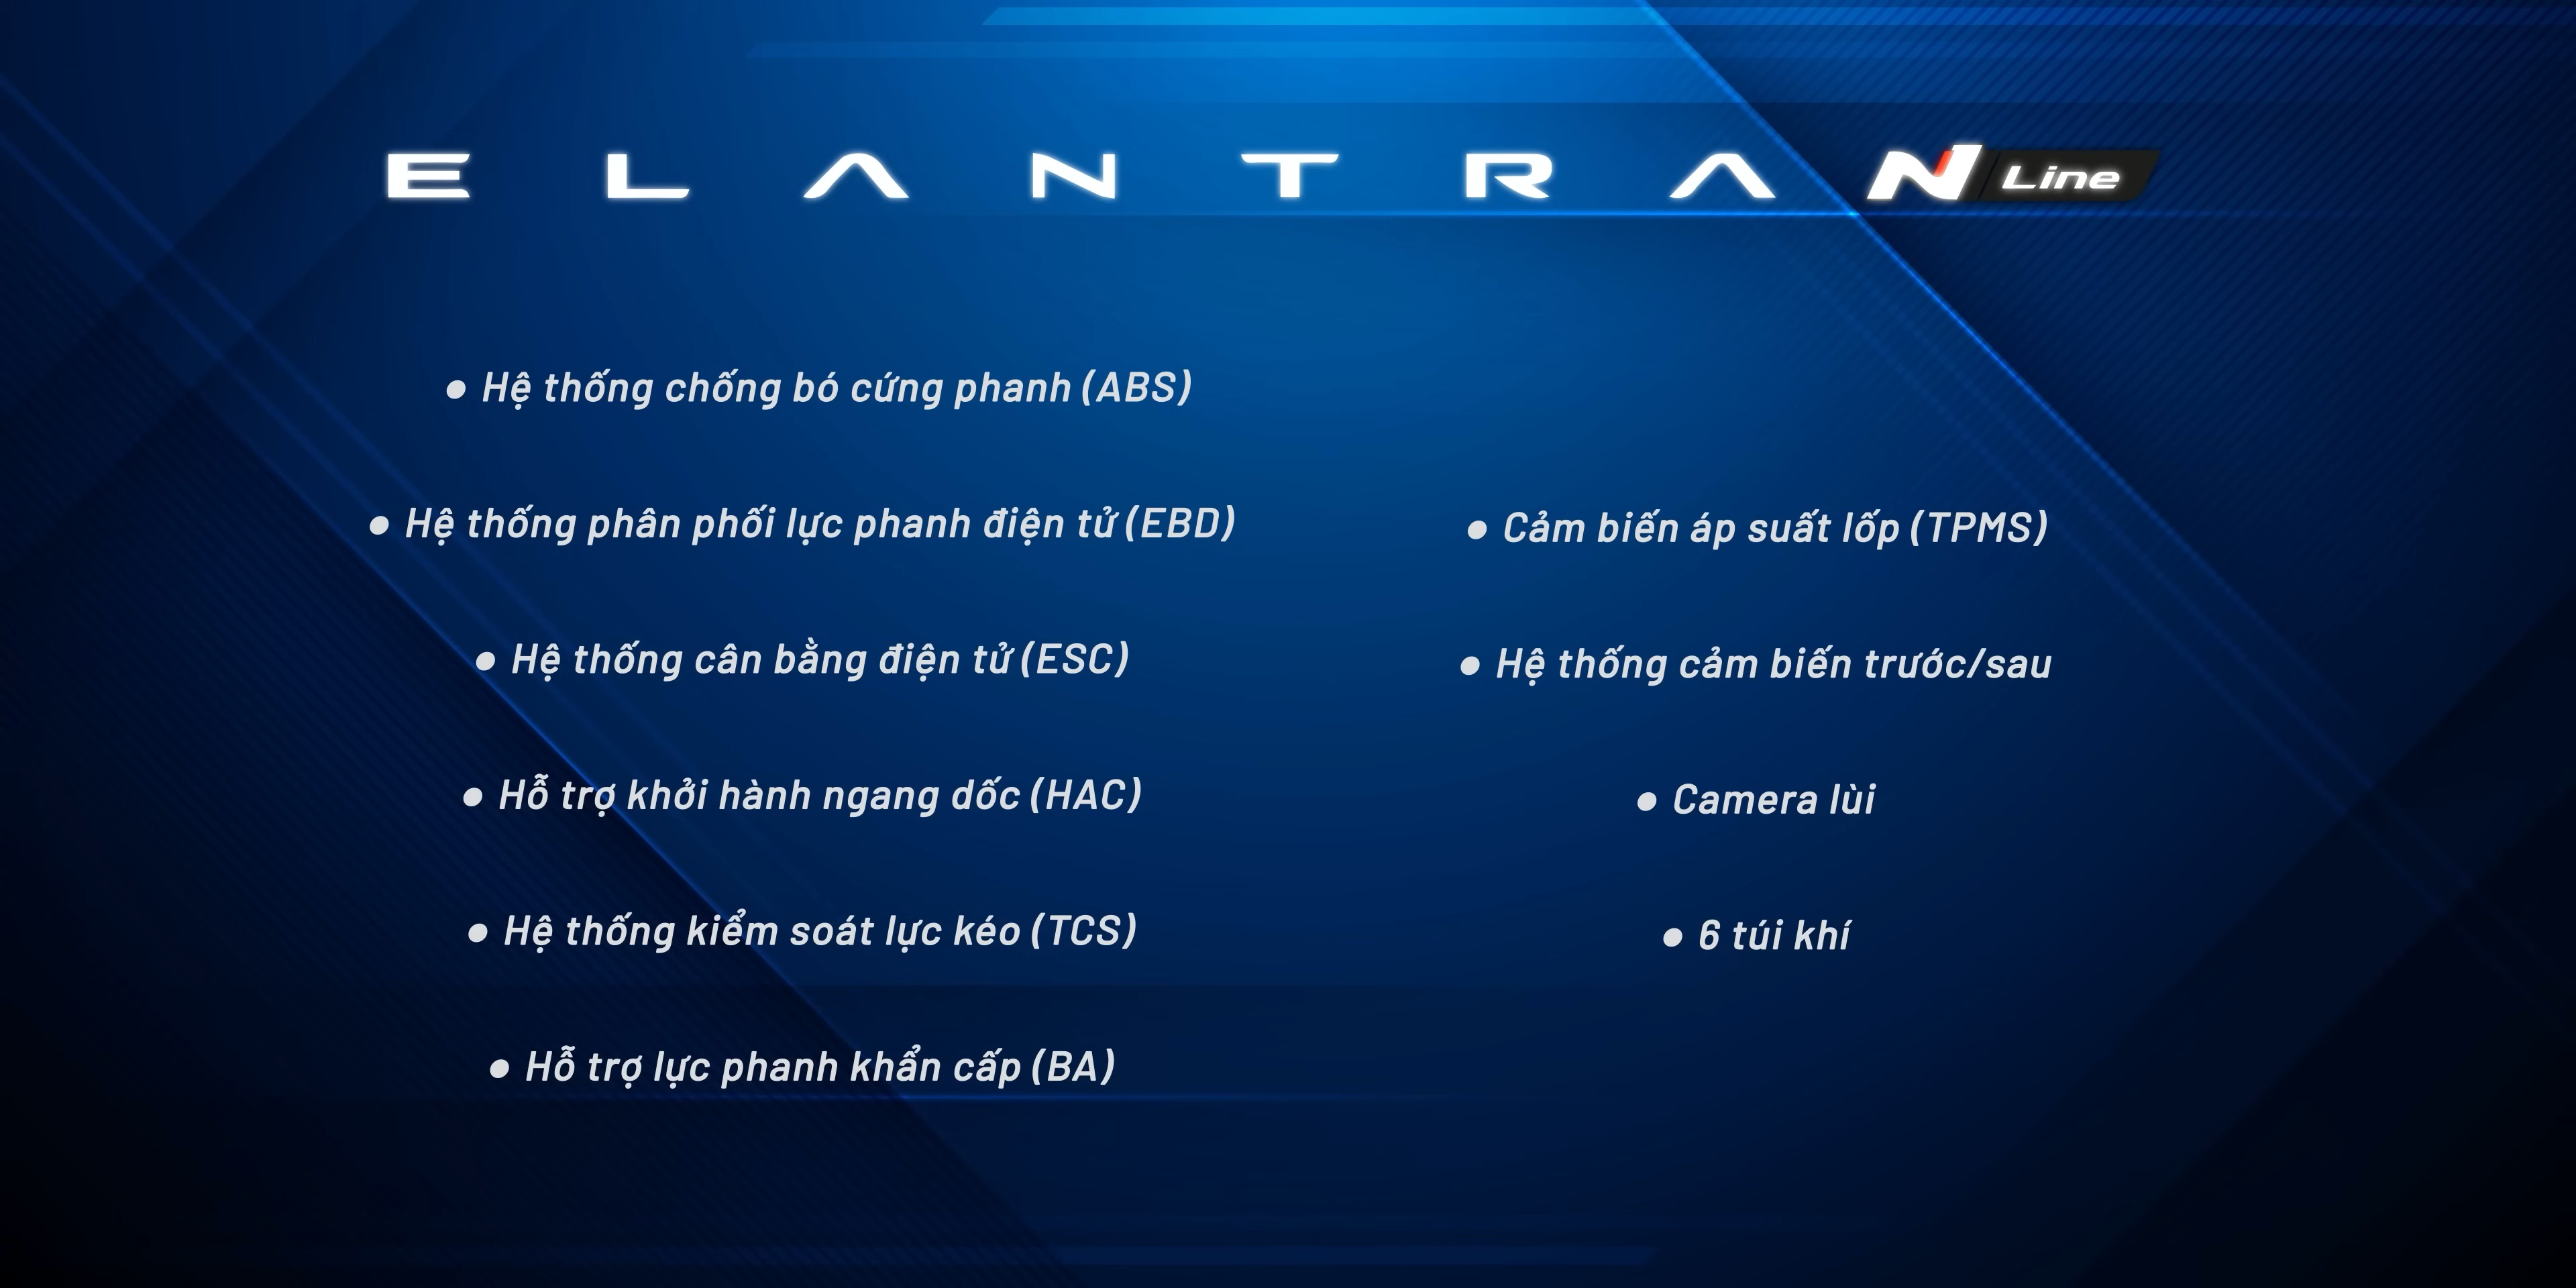 ELANTRA N Line
● Hệ thống chống bó cứng phanh (ABS)
● Hệ thống phân phối lực phanh điện tử (EBD)
● Hệ thống cân bằng điện tử (ESC)
● Hỗ trợ khởi hành ngang dốc (HAC)
● Hệ thống kiểm soát lực kéo (TCS)
● Hỗ trợ lực phanh khẩn cấp (BA)
● Cảm biến áp suất lốp (TPMS)
● Hệ thống cảm biến trước/sau
● Camera lùi
● 6 túi khí